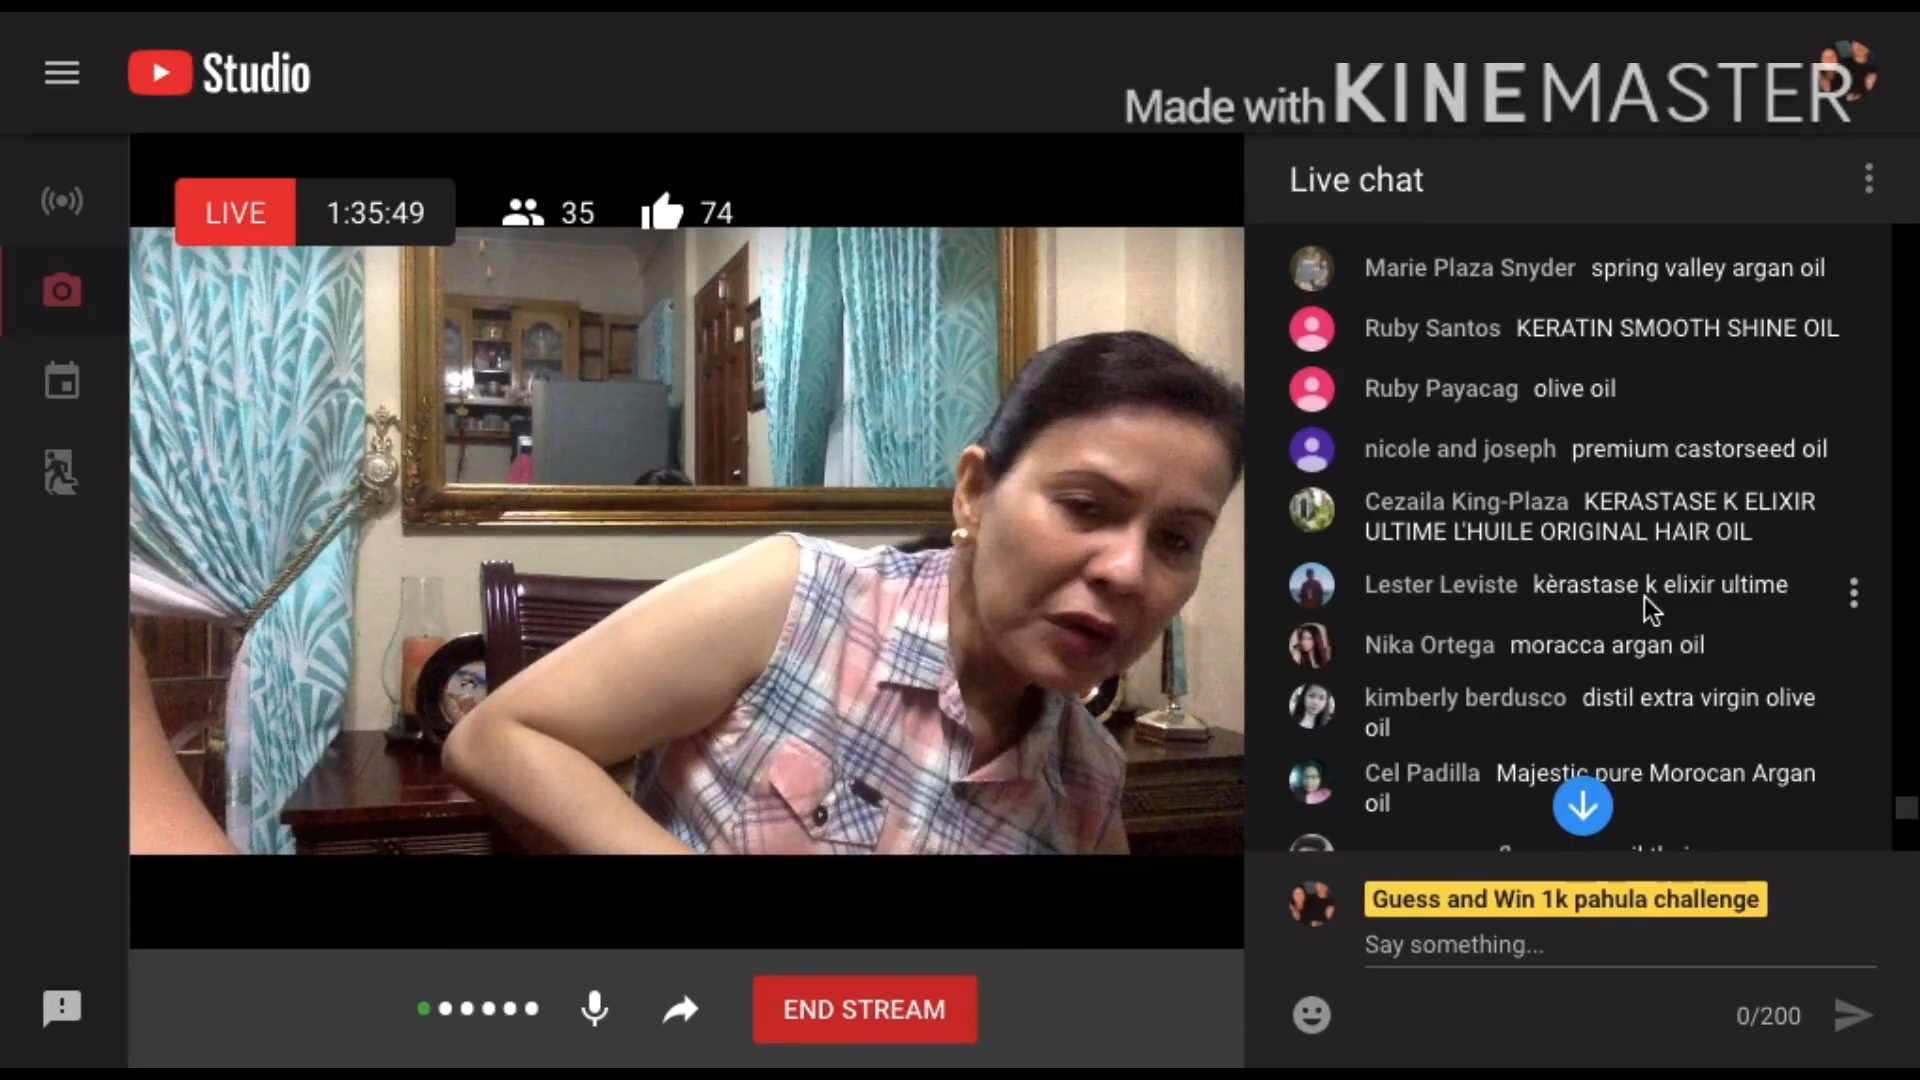 Studio
Made with KINEMASTER
LIVE 1:35:49 35 74
Live chat
Marie Plaza Snyder spring valley argan oil
Ruby Santos KERATIN SMOOTH SHINE OIL
Ruby Payacag olive oil
nicole and joseph premium castorseed oil
Cezaila King-Plaza KERASTASE K ELIXIR
ULTIME L'HUILE ORIGINAL HAIR OIL
Lester Leviste kèrastase k elixir ultime
Nika Ortega moracca argan oil
kimberly berdusco distil extra virgin olive
oil
Cel Padilla Majestic pure Morocan Argan
oil
Guess and Win 1k pahula challenge
Say something...
END STREAM
0/200